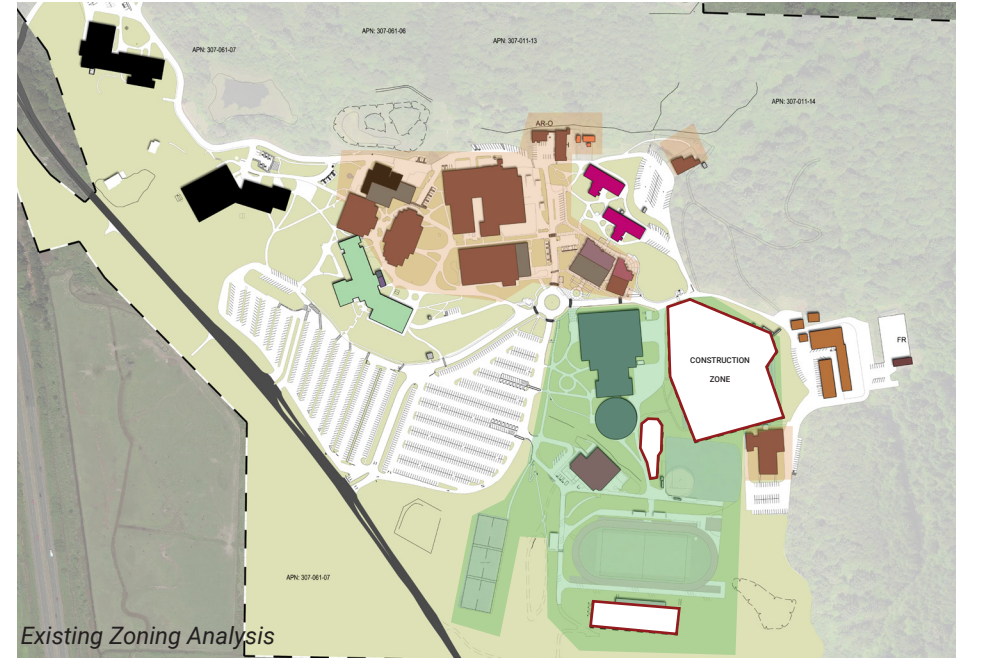 APN: 307-061-06
APN: 307-011-13
APN: 307-061-07
APN: 307-011-14
AR-O
FR
CONSTRUCTION
ZONE
APN: 307-061-07
Existing Zoning Analysis